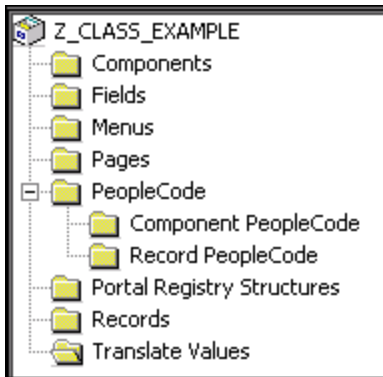 Z_CLASS_EXAMPLE
Components
Fields
Menus
Pages
PeopleCode
Component PeopleCode
Record PeopleCode
Portal Registry Structures
Records
Translate Values